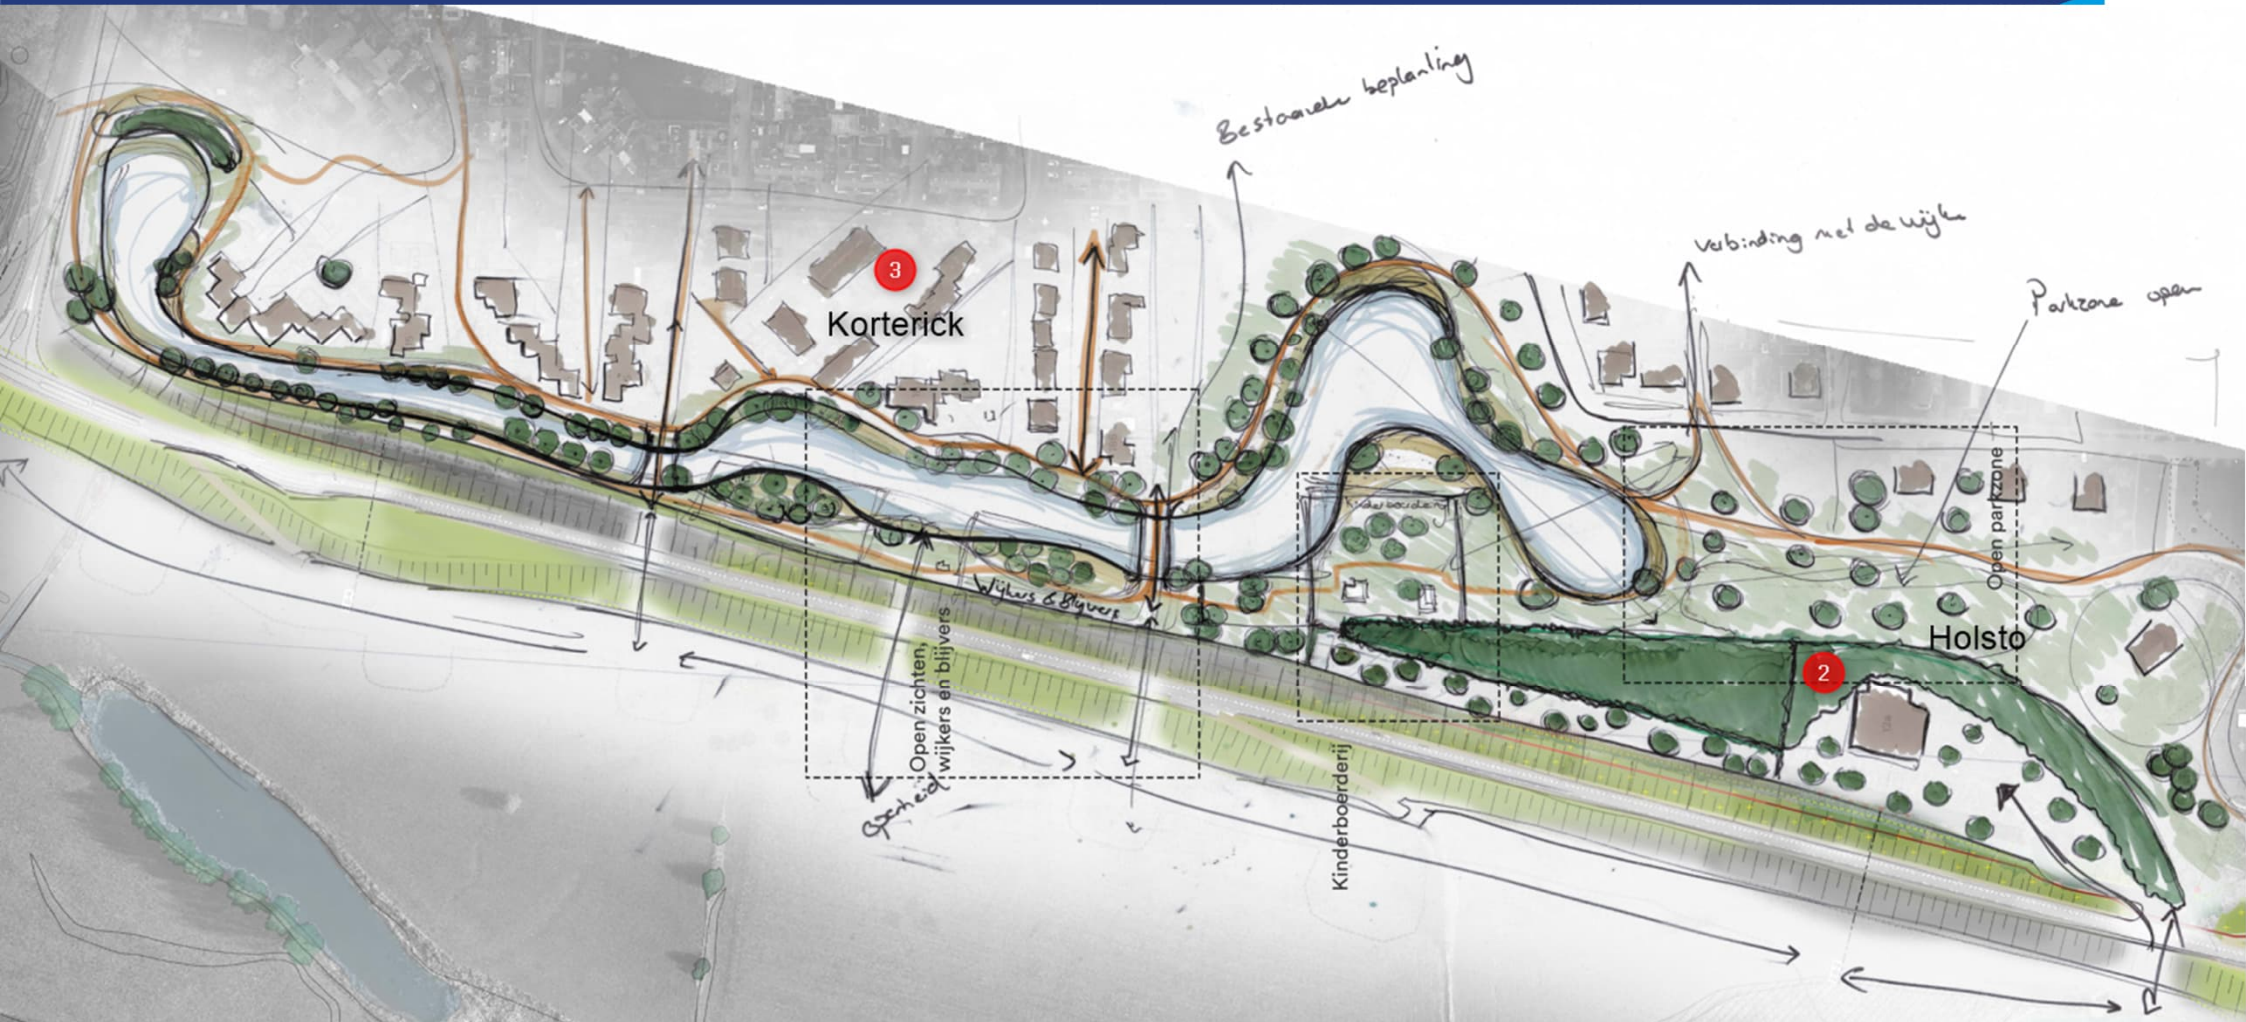 Bestaande beplanting
Verbinding met de wijk
Parkzone open
3
Korterick
Open parkzone
Kinderboerderij
Wijkers & Blijvers
Holsto
2
Open zichten,
wijkers en blijvers
Openheid
Kinderboerderij